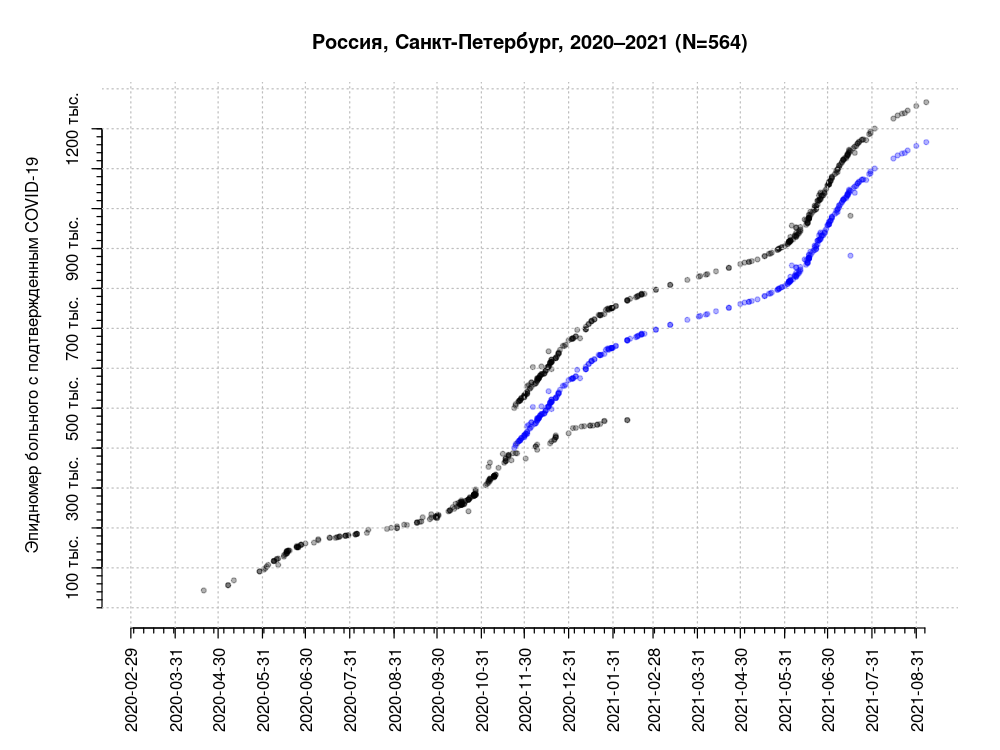 Россия, Санкт-Петербург, 2020–2021 (N=564)
Эпидномер больного с подтвержденным COVID-19
1200 тыс.
900 тыс.
700 тыс.
500 тыс.
300 тыс.
100 тыс.
2020-02-29
2020-03-31
2020-04-30
2020-05-31
2020-06-30
2020-07-31
2020-08-31
2020-09-30
2020-10-31
2020-11-30
2020-12-31
2021-01-31
2021-02-28
2021-03-31
2021-04-30
2021-05-31
2021-06-30
2021-07-31
2021-08-31